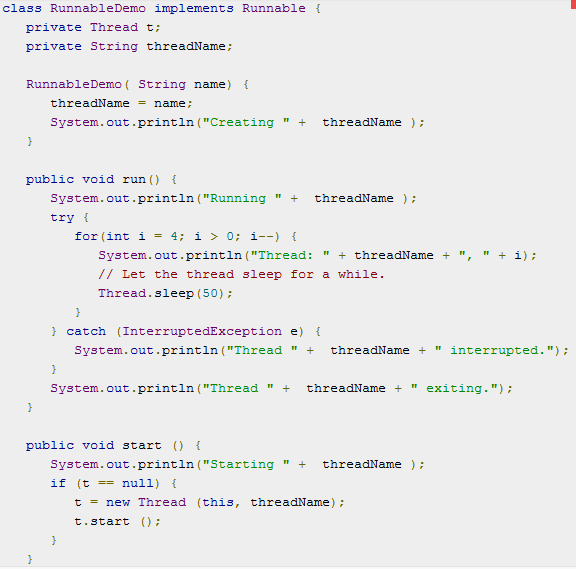 class RunnableDemo implements Runnable {
   private Thread t;
   private String threadName;

   RunnableDemo( String name) {
      threadName = name;
      System.out.println("Creating " +  threadName );
   }

   public void run() {
      System.out.println("Running " +  threadName );
      try {
         for(int i = 4; i > 0; i--) {
            System.out.println("Thread: " + threadName + ", " + i);
            // Let the thread sleep for a while.
            Thread.sleep(50);
         }
      } catch (InterruptedException e) {
         System.out.println("Thread " +  threadName + " interrupted.");
      }
      System.out.println("Thread " +  threadName + " exiting.");
   }

   public void start () {
      System.out.println("Starting " +  threadName );
      if (t == null) {
         t = new Thread (this, threadName);
         t.start ();
      }
   }